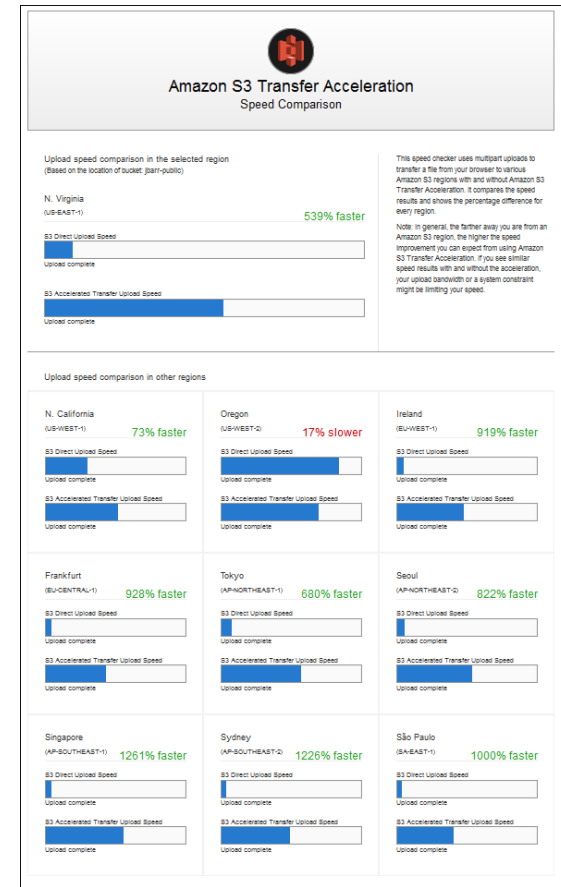 Amazon S3 Transfer Acceleration
Speed Comparison
Upload speed comparison in the selected region
(Based on the location of bucket: jbarr-public)
N. Virginia
(US-EAST-1)
539% faster
S3 Direct Upload Speed
Upload complete
S3 Accelerated Transfer Upload Speed
Upload complete
This speed checker uses multipart uploads to
transfer a file from your browser to various
Amazon S3 regions with and without Amazon S3
Transfer Acceleration. It compares the speed
results and shows the percentage difference for
every region.
Note: In general, the farther away you are from an
Amazon S3 region, the higher the speed
improvement you can expect from using Amazon
S3 Transfer Acceleration. If you see similar
speed results with and without the acceleration,
your upload bandwidth or a system constraint
might be limiting your speed.
Upload speed comparison in other regions
N. California
(US-WEST-1)
73% faster
S3 Direct Upload Speed
Upload complete
S3 Accelerated Transfer Upload Speed
Upload complete
Oregon
(US-WEST-2)
17% slower
S3 Direct Upload Speed
Upload complete
S3 Accelerated Transfer Upload Speed
Upload complete
Ireland
(EU-WEST-1)
919% faster
S3 Direct Upload Speed
Upload complete
S3 Accelerated Transfer Upload Speed
Upload complete
Frankfurt
(EU-CENTRAL-1)
928% faster
S3 Direct Upload Speed
Upload complete
S3 Accelerated Transfer Upload Speed
Upload complete
Tokyo
(AP-NORTHEAST-1)
680% faster
S3 Direct Upload Speed
Upload complete
S3 Accelerated Transfer Upload Speed
Upload complete
Seoul
(AP-NORTHEAST-2)
822% faster
S3 Direct Upload Speed
Upload complete
S3 Accelerated Transfer Upload Speed
Upload complete
Singapore
(AP-SOUTHEAST-1)
1261% faster
S3 Direct Upload Speed
Upload complete
S3 Accelerated Transfer Upload Speed
Upload complete
Sydney
(AP-SOUTHEAST-2)
1226% faster
S3 Direct Upload Speed
Upload complete
S3 Accelerated Transfer Upload Speed
Upload complete
São Paulo
(SA-EAST-1)
1000% faster
S3 Direct Upload Speed
Upload complete
S3 Accelerated Transfer Upload Speed
Upload complete